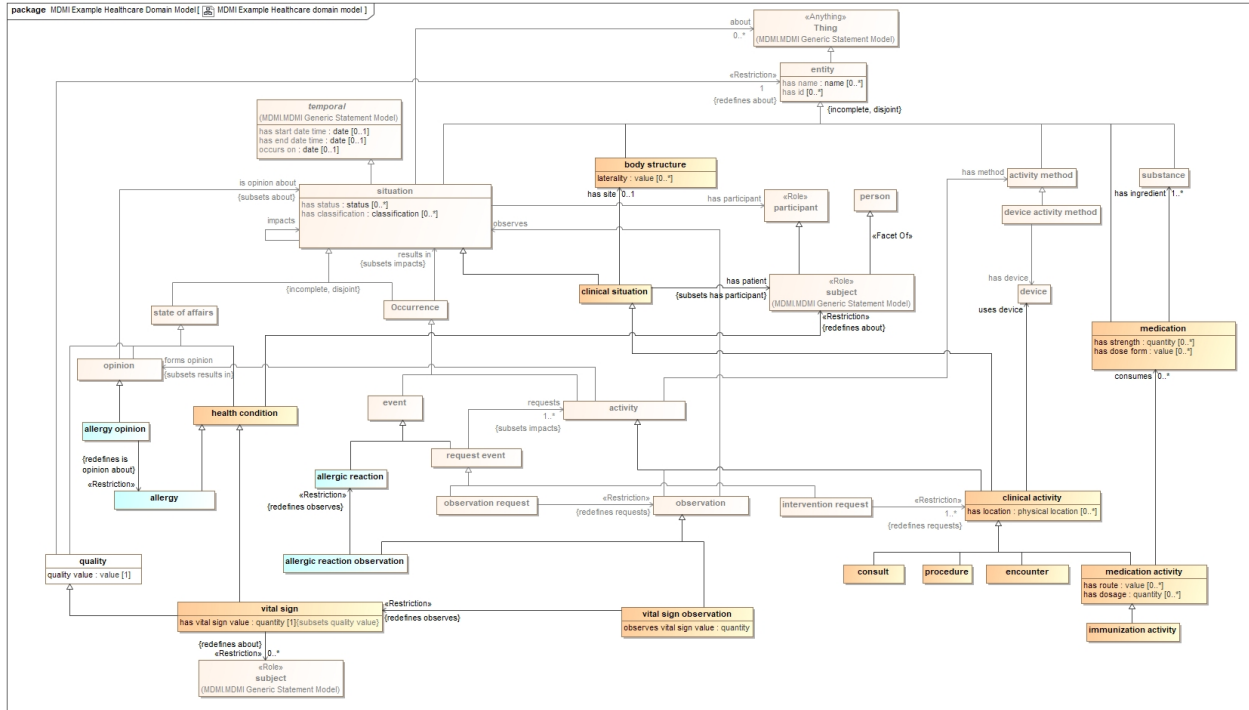 package MDMI Example Healthcare Domain Model[ MDMI Example Healthcare domain model ]
about
0..*
«Anything»
Thing
(MDMI.MDMI Generic Statement Model)
«Restriction»
1
{redefines about}
entity
has name : name [0..*]
has id [0..*]
{incomplete, disjoint}
temporal
(MDMI.MDMI Generic Statement Model)
has start date time : date [0..1]
has end date time : date [0..1]
occurs on : date [0..1]
is opinion about
{subsets about}
situation
has status : status [0..*]
has classification : classification [0..*]
impacts
observes
results in
{subsets impacts}
{incomplete, disjoint}
body structure
laterality : value [0..*]
has site
0..1
has participant
«Role»
participant
person
«Facet Of»
has method
activity method
device activity method
substance
has ingredient
1..*
clinical situation
has patient
{subsets has participant}
«Role»
subject
(MDMI.MDMI Generic Statement Model)
«Restriction»
{redefines about}
has device
device
uses device
medication
has strength : quantity [0..*]
has dose form : value [0..*]
consumes
0..*
state of affairs
Occurrence
opinion
forms opinion
{subsets results in}
event
requests
1..*
{subsets impacts}
activity
health condition
allergy opinion
{redefines is
opinion about}
«Restriction»
allergy
request event
allergic reaction
«Restriction»
{redefines observes}
observation request
«Restriction»
{redefines requests}
observation
intervention request
«Restriction»
1..*
{redefines requests}
clinical activity
has location : physical location [0..*]
allergic reaction observation
quality
quality value : value [1]
consult
procedure
encounter
medication activity
has route : value [0..*]
has dosage : quantity [0..*]
vital sign
has vital sign value : quantity [1]{subsets quality value}
«Restriction»
{redefines observes}
vital sign observation
observes vital sign value : quantity
immunization activity
{redefines about}
«Restriction»
0..*
«Role»
subject
(MDMI.MDMI Generic Statement Model)